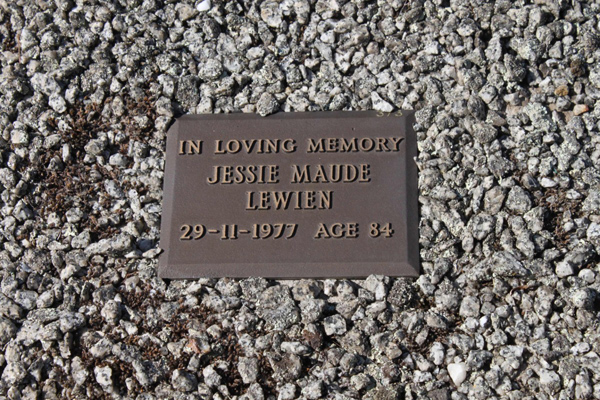 IN LOVING MEMORY
JESSIE MAUDE
LEWIEN
29-11-1977 AGE 84